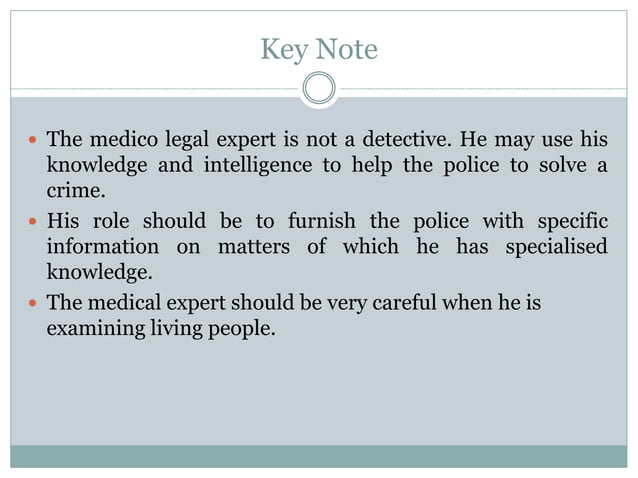 Key Note
• The medico legal expert is not a detective. He may use his
knowledge and intelligence to help the police to solve a
crime.
• His role should be to furnish the police with specific
information on matters of which he has specialised
knowledge.
• The medical expert should be very careful when he is
examining living people.